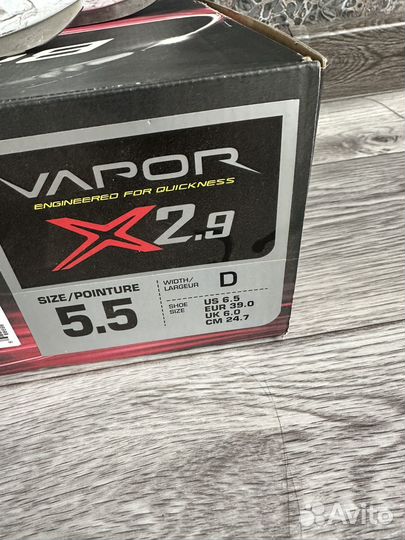 VAPOR
ENGINEERED FOR QUICKNESS
X2.9
SIZE/POINTURE
5.5
WIDTH/
LARGEUR
D
SHOE
SIZE
US 6.5
EUR 39.0
UK 6.0
CM 24.7
Avito